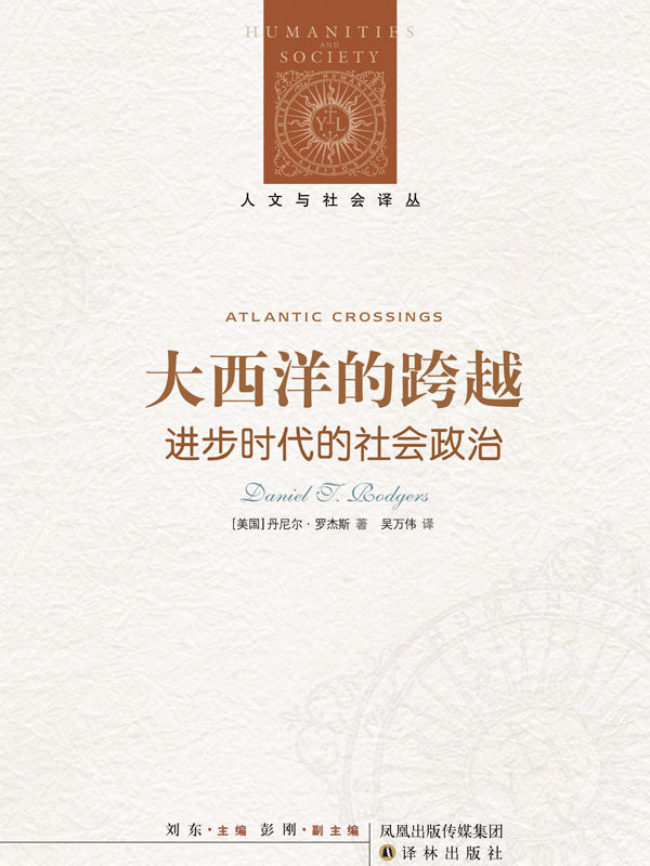 HUMANITIES
AND
SOCIETY
Y L
人文与社会译丛
ATLANTIC CROSSINGS
大西洋的跨越
进步时代的社会政治
Daniel T. Rodgers
[美国]丹尼尔·罗杰斯 著 吴万伟 译
HUMANITIES
刘东·主编 彭刚·副主编
凤凰出版传媒集团
译林出版社